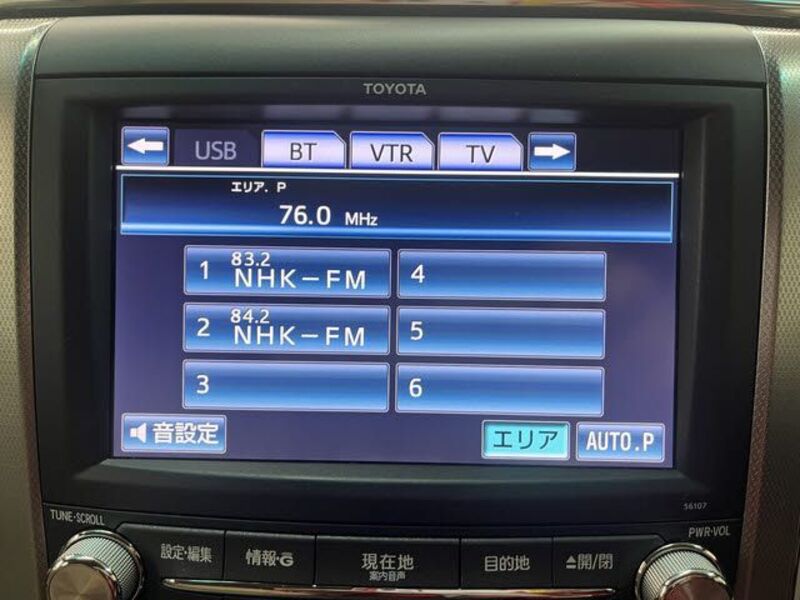 TOYOTA
USB BT VTR TV
エリア. P
76.0 MHz
1 83.2 NHK－FM
4
2 84.2 NHK－FM
5
3
6
音設定 エリア AUTO.P
56107
TUNE･SCROLL
PWR･VOL
設定･編集 情報･G 現在地 目的地 開/閉
案内音声